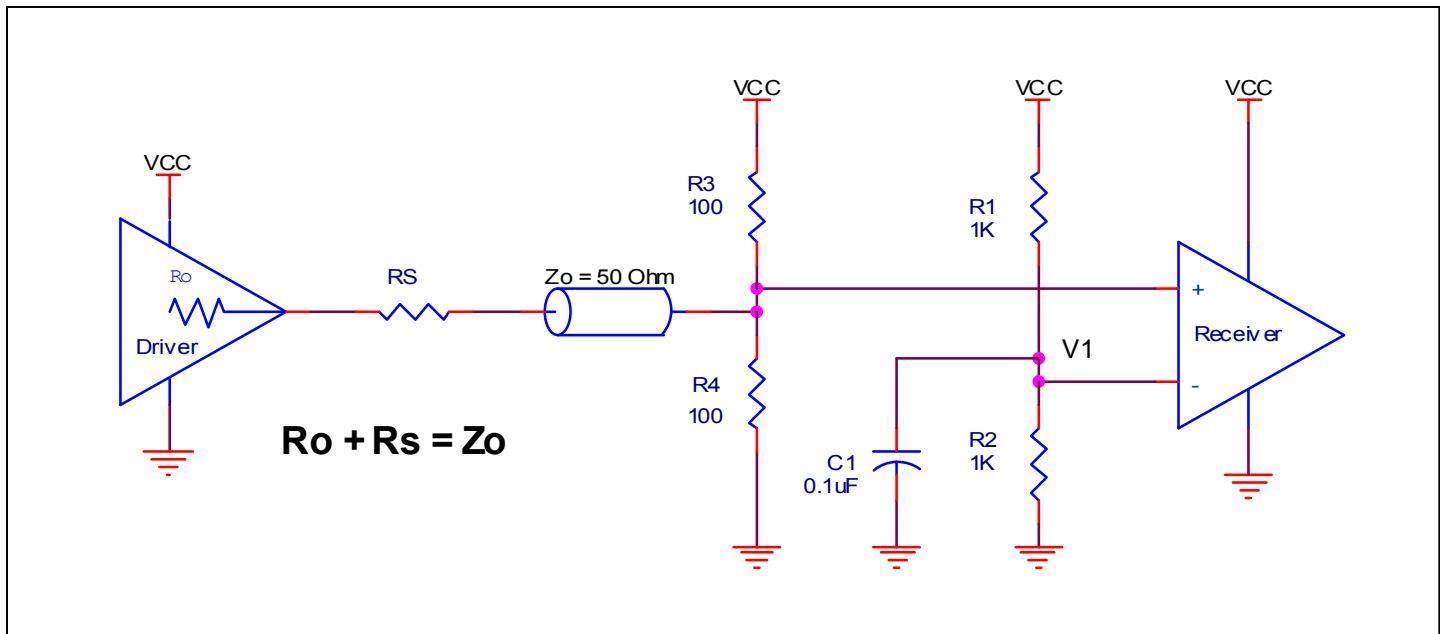 VCC
VCC
VCC
VCC
R3
100
R1
1K
Ro
RS
Zo = 50 Ohm
+
Driver
Receiver
V1
-
R4
100
Ro + Rs = Zo
C1
0.1uF
R2
1K